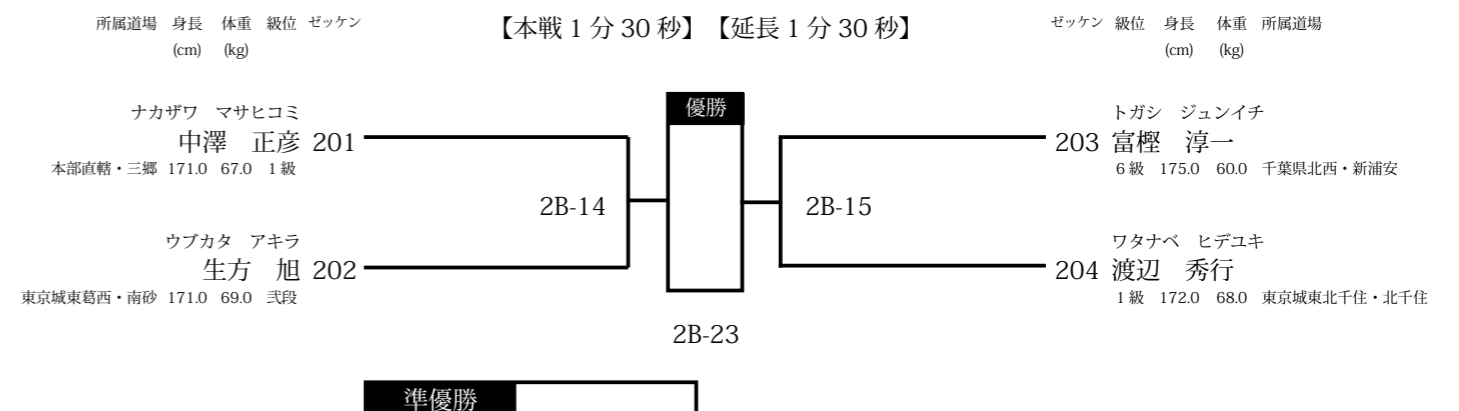 所属道場 身長 体重 級位 ゼッケン 【本戦 1 分 30 秒】【延長 1 分 30 秒】 ゼッケン 級位 身長 体重 所属道場
(cm) (kg) (cm) (kg)
優勝
ナカザワ マサヒコミ
中澤 正彦 201
本部直轄・三郷 171.0 67.0 1 級
2B-14
ウブカタ アキラ
生方 旭 202
東京城東葛西・南砂 171.0 69.0 弐段
トガシ ジュンイチ
203 富樫 淳一
6 級 175.0 60.0 千葉県北西・新浦安
2B-15
ワタナベ ヒデユキ
204 渡辺 秀行
1 級 172.0 68.0 東京城東北千住・北千住
2B-23
準優勝